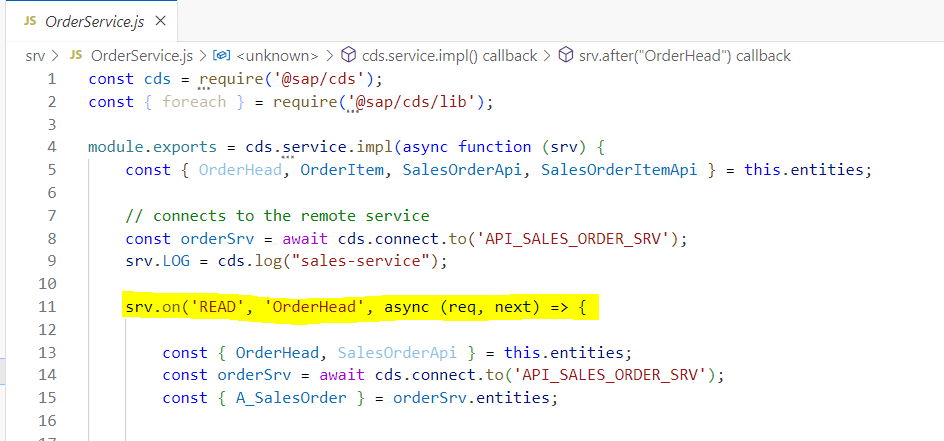 JS OrderService.js ×
srv > JS OrderService.js > <unknown> > cds.service.impl() callback > srv.after("OrderHead") callback
1 const cds = require('@sap/cds');
2 const { foreach } = require('@sap/cds/lib');
3
4 module.exports = cds.service.impl(async function (srv) {
5 const { OrderHead, OrderItem, SalesOrderApi, SalesOrderItemApi } = this.entities;
6
7 // connects to the remote service
8 const orderSrv = await cds.connect.to('API_SALES_ORDER_SRV');
9 srv.LOG = cds.log("sales-service");
10
11 srv.on('READ', 'OrderHead', async (req, next) => {
12
13 const { OrderHead, SalesOrderApi } = this.entities;
14 const orderSrv = await cds.connect.to('API_SALES_ORDER_SRV');
15 const { A_SalesOrder } = orderSrv.entities;
16
17